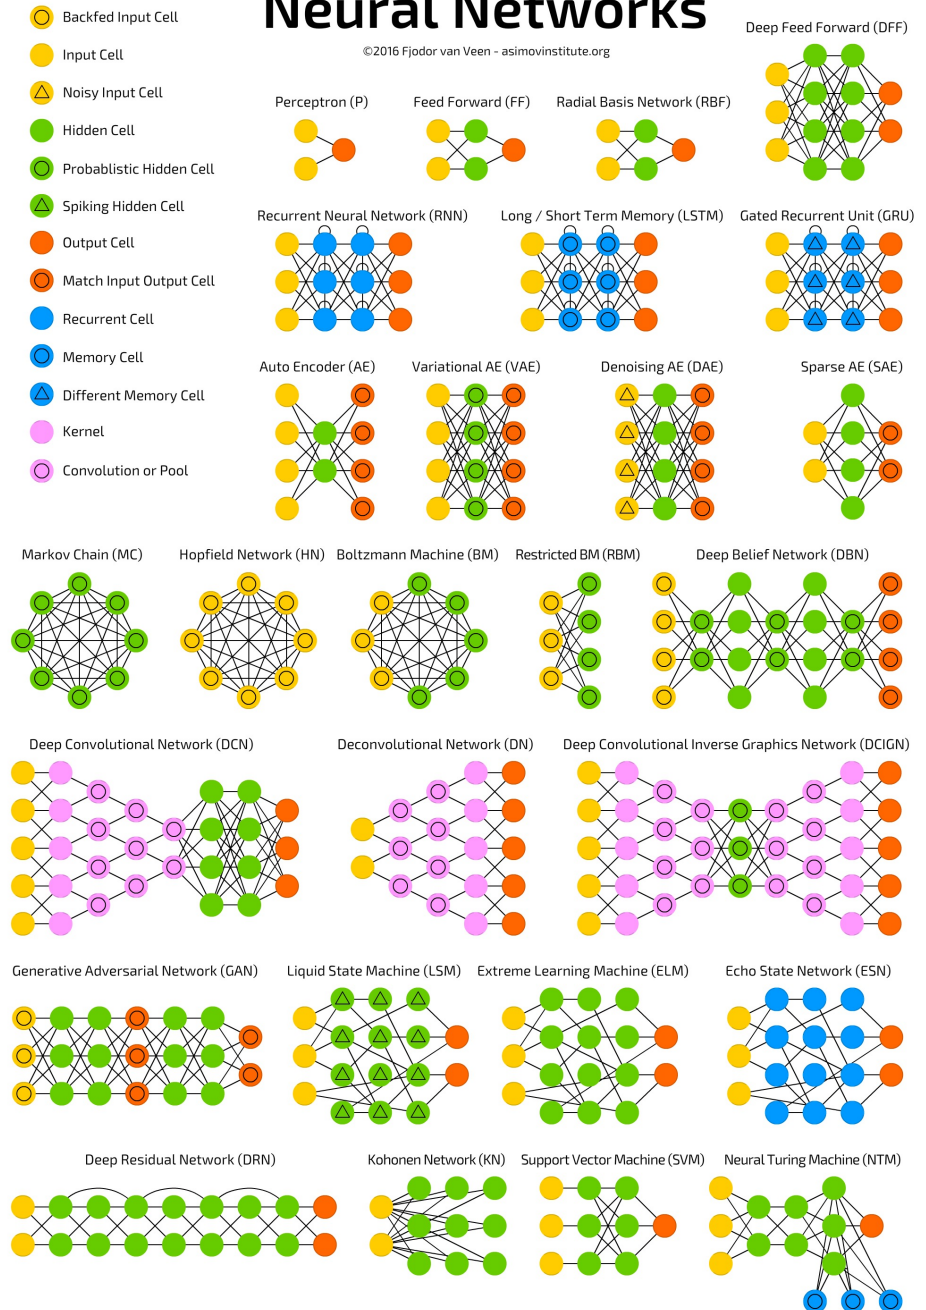 Neural Networks
©2016 Fjodor van Veen - asimovinstitute.org
Backfed Input Cell
Input Cell
Noisy Input Cell
Hidden Cell
Probablistic Hidden Cell
Spiking Hidden Cell
Output Cell
Match Input Output Cell
Recurrent Cell
Memory Cell
Different Memory Cell
Kernel
Convolution or Pool
Deep Feed Forward (DFF)
Perceptron (P)
Feed Forward (FF)
Radial Basis Network (RBF)
Recurrent Neural Network (RNN)
Long / Short Term Memory (LSTM)
Gated Recurrent Unit (GRU)
Auto Encoder (AE)
Variational AE (VAE)
Denoising AE (DAE)
Sparse AE (SAE)
Markov Chain (MC)
Hopfield Network (HN)
Boltzmann Machine (BM)
Restricted BM (RBM)
Deep Belief Network (DBN)
Deep Convolutional Network (DCN)
Deconvolutional Network (DN)
Deep Convolutional Inverse Graphics Network (DCIGN)
Generative Adversarial Network (GAN)
Liquid State Machine (LSM)
Extreme Learning Machine (ELM)
Echo State Network (ESN)
Deep Residual Network (DRN)
Kohonen Network (KN)
Support Vector Machine (SVM)
Neural Turing Machine (NTM)